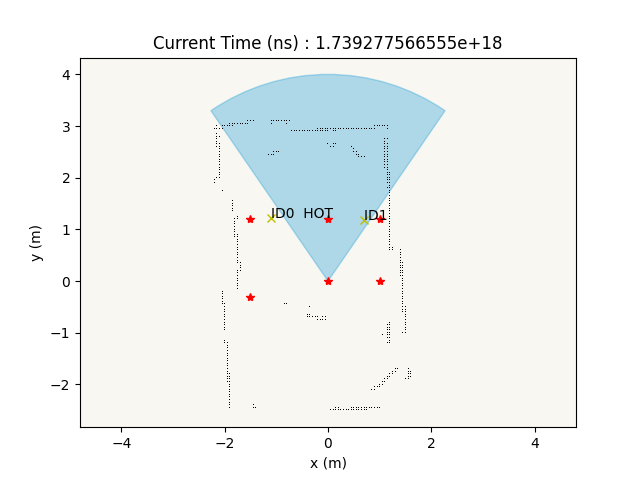 Current Time (ns) : 1.739277566555e+18
4
3
2
1
0
−1
−2
y (m)
ID0 HOT
ID1
−4 −2 0 2 4
x (m)